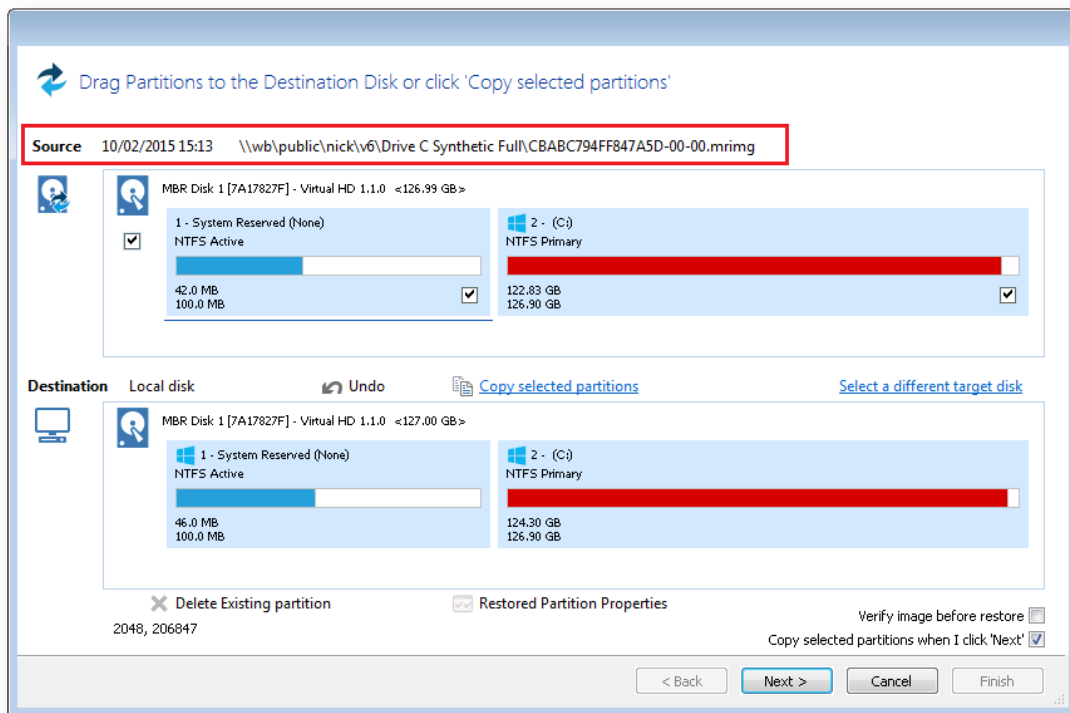 Drag Partitions to the Destination Disk or click 'Copy selected partitions'
Source 10/02/2015 15:13 \\wb\public\nick\v6\Drive C Synthetic Full\CBABC794FF847A5D-00-00.mrimg
MBR Disk 1 [7A17827F] - Virtual HD 1.1.0 <126.99 GB>
1 - System Reserved (None)
NTFS Active
42.0 MB
100.0 MB
2 - (C:)
NTFS Primary
122.83 GB
126.90 GB
Destination Local disk Undo Copy selected partitions Select a different target disk
MBR Disk 1 [7A17827F] - Virtual HD 1.1.0 <127.00 GB>
1 - System Reserved (None)
NTFS Active
46.0 MB
100.0 MB
2 - (C:)
NTFS Primary
124.30 GB
126.90 GB
Delete Existing partition Restored Partition Properties
2048, 206847
Verify image before restore
Copy selected partitions when I click 'Next'
< Back Next > Cancel Finish